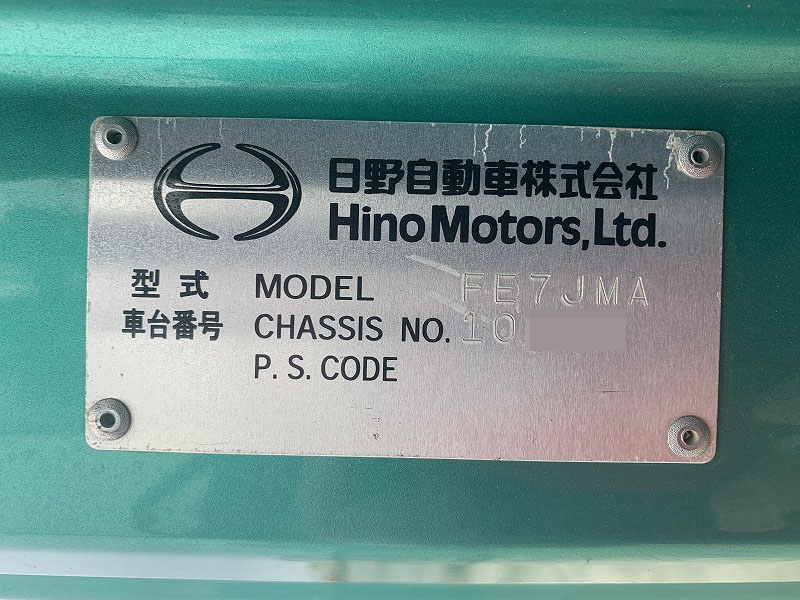 日野自動車株式会社
Hino Motors, Ltd.
型式 MODEL FE7JMA
車台番号 CHASSIS NO. 10
P. S. CODE